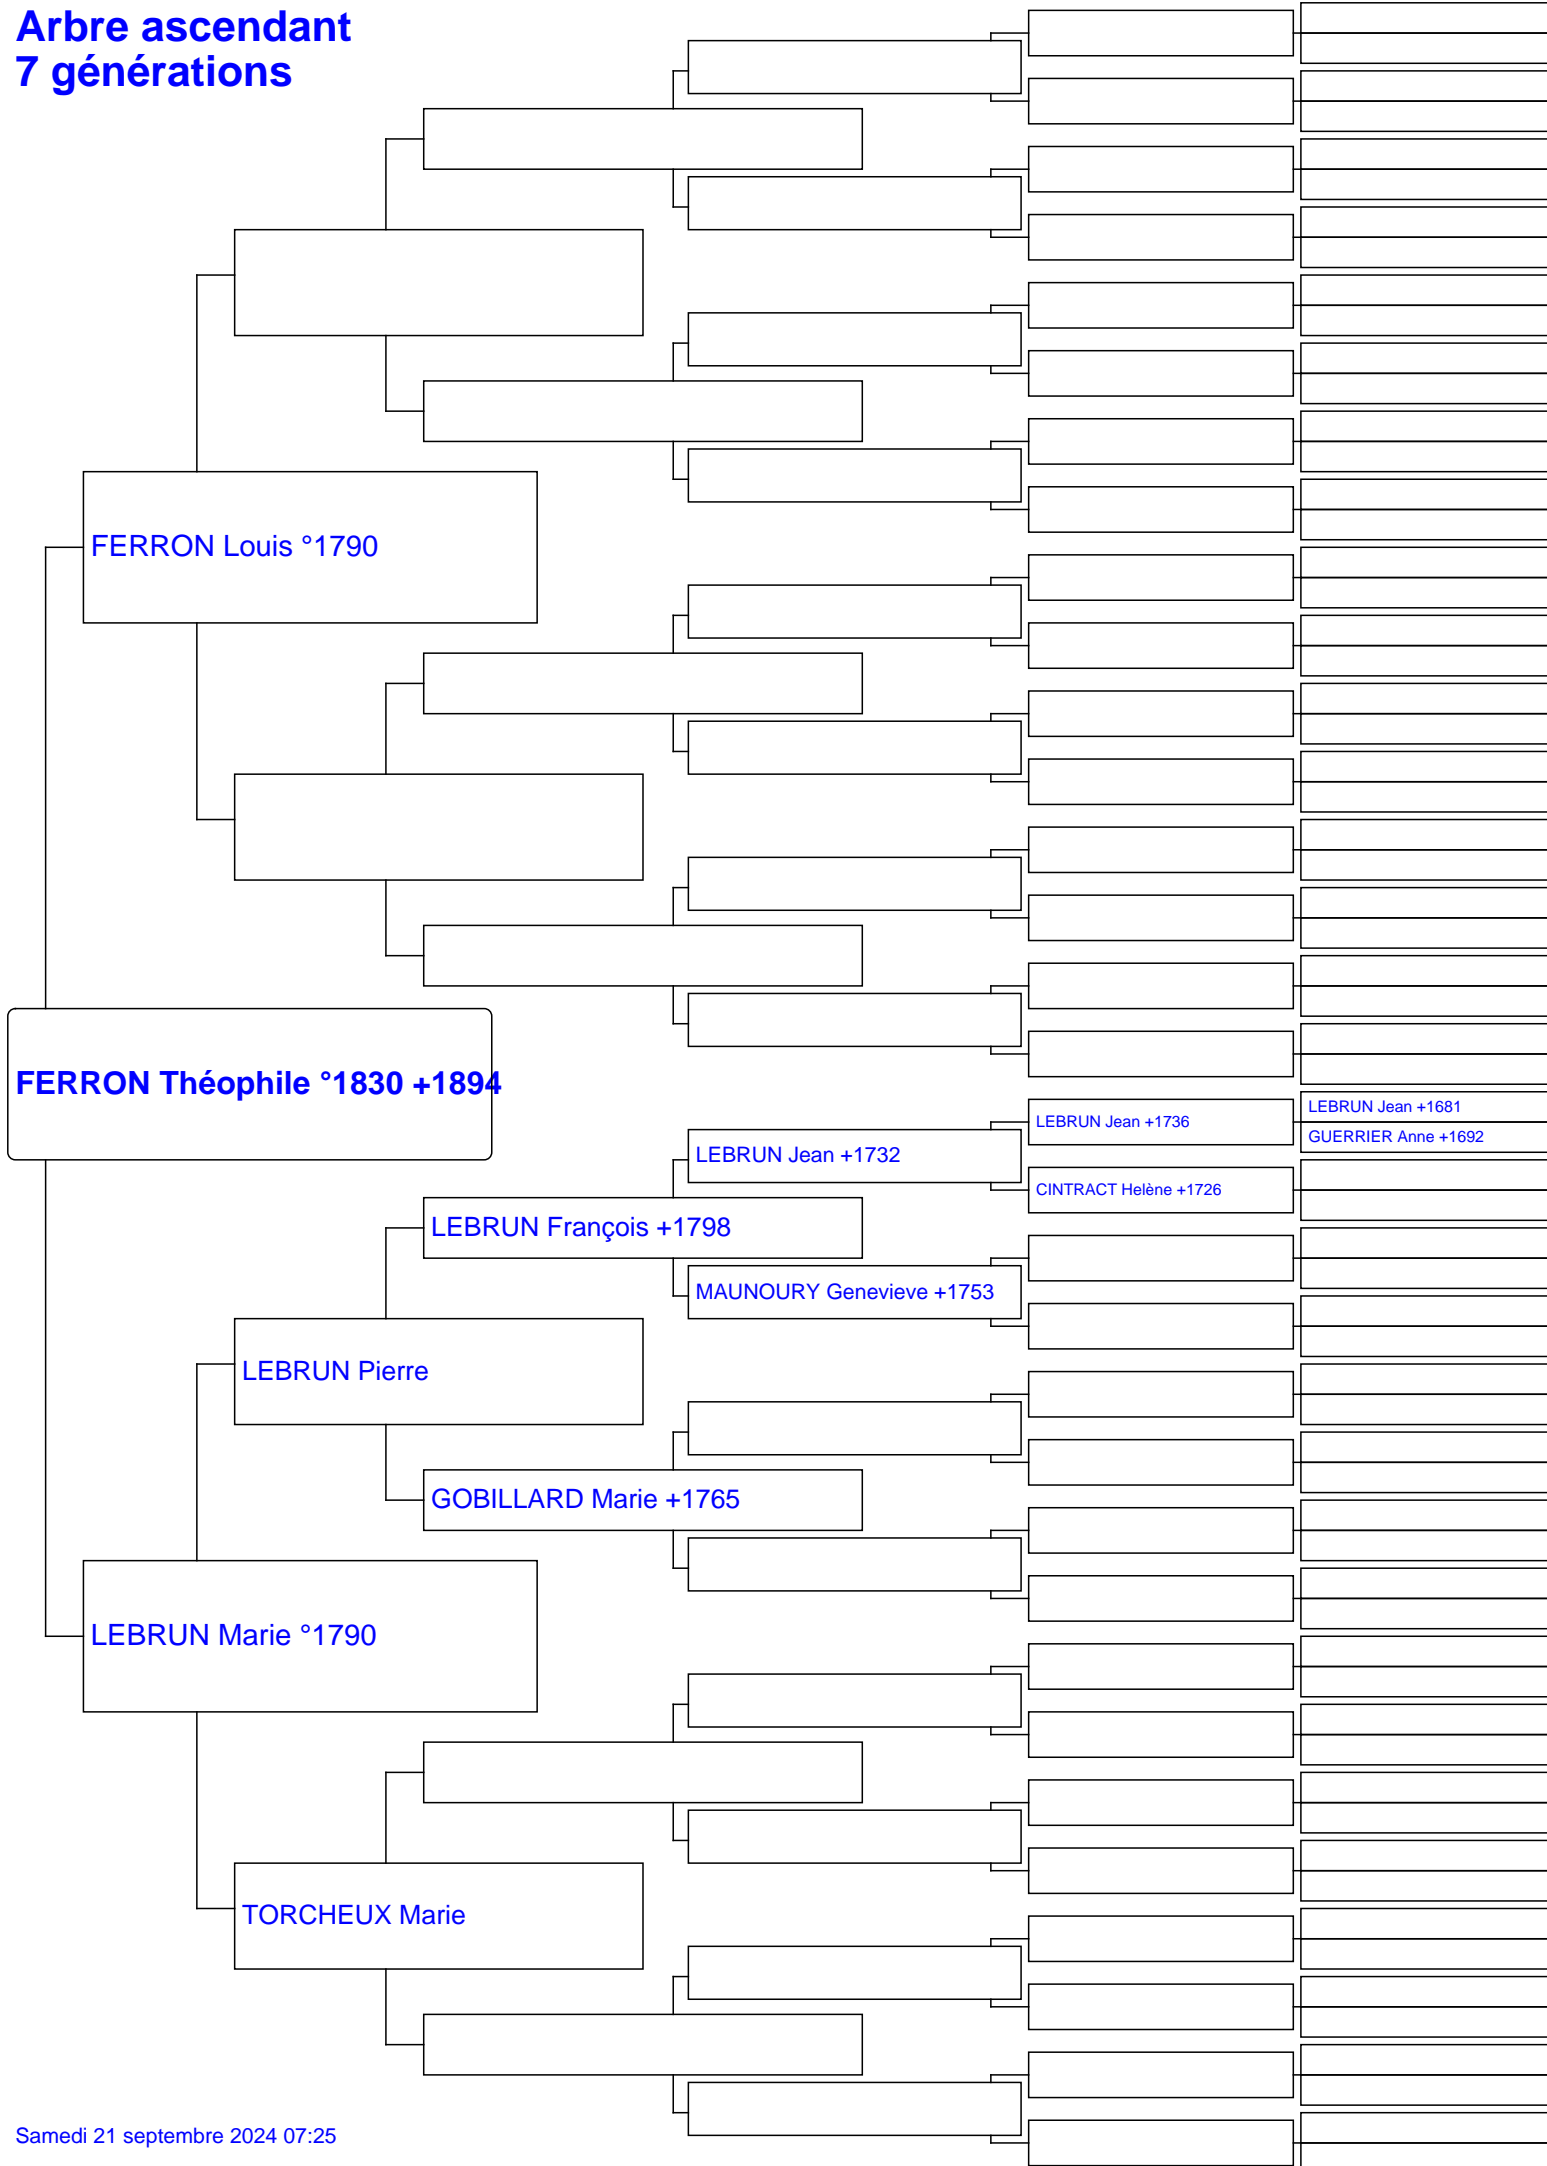 Arbre ascendant
7 générations
FERRON Louis °1790
FERRON Théophile °1830 +1894
LEBRUN Jean +1681
GUERRIER Anne +1692
LEBRUN Jean +1736
LEBRUN Jean +1732
CINTRACT Helène +1726
LEBRUN François +1798
MAUNOURY Genevieve +1753
LEBRUN Pierre
GOBILLARD Marie +1765
LEBRUN Marie °1790
TORCHEUX Marie
Samedi 21 septembre 2024 07:25